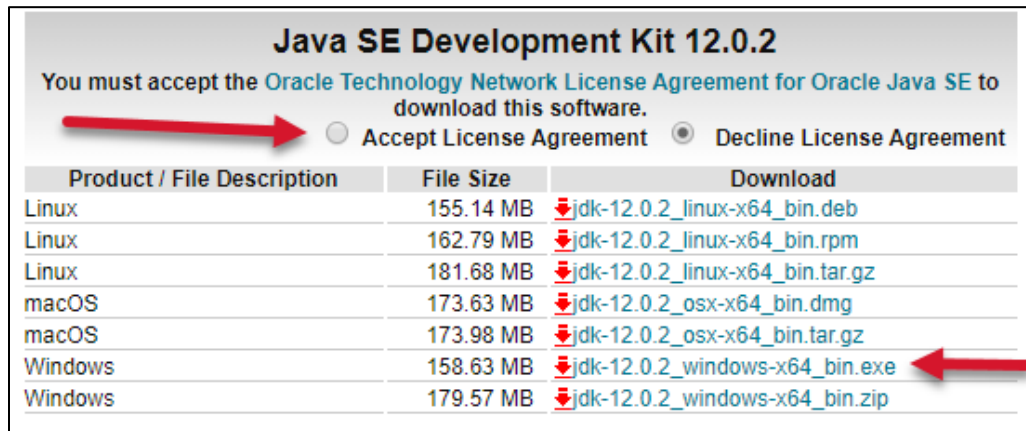 Java SE Development Kit 12.0.2
You must accept the Oracle Technology Network License Agreement for Oracle Java SE to
download this software.
Accept License Agreement Decline License Agreement
Product / File Description File Size Download
Linux 155.14 MB jdk-12.0.2_linux-x64_bin.deb
Linux 162.79 MB jdk-12.0.2_linux-x64_bin.rpm
Linux 181.68 MB jdk-12.0.2_linux-x64_bin.tar.gz
macOS 173.63 MB jdk-12.0.2_osx-x64_bin.dmg
macOS 173.98 MB jdk-12.0.2_osx-x64_bin.tar.gz
Windows 158.63 MB jdk-12.0.2_windows-x64_bin.exe
Windows 179.57 MB jdk-12.0.2_windows-x64_bin.zip